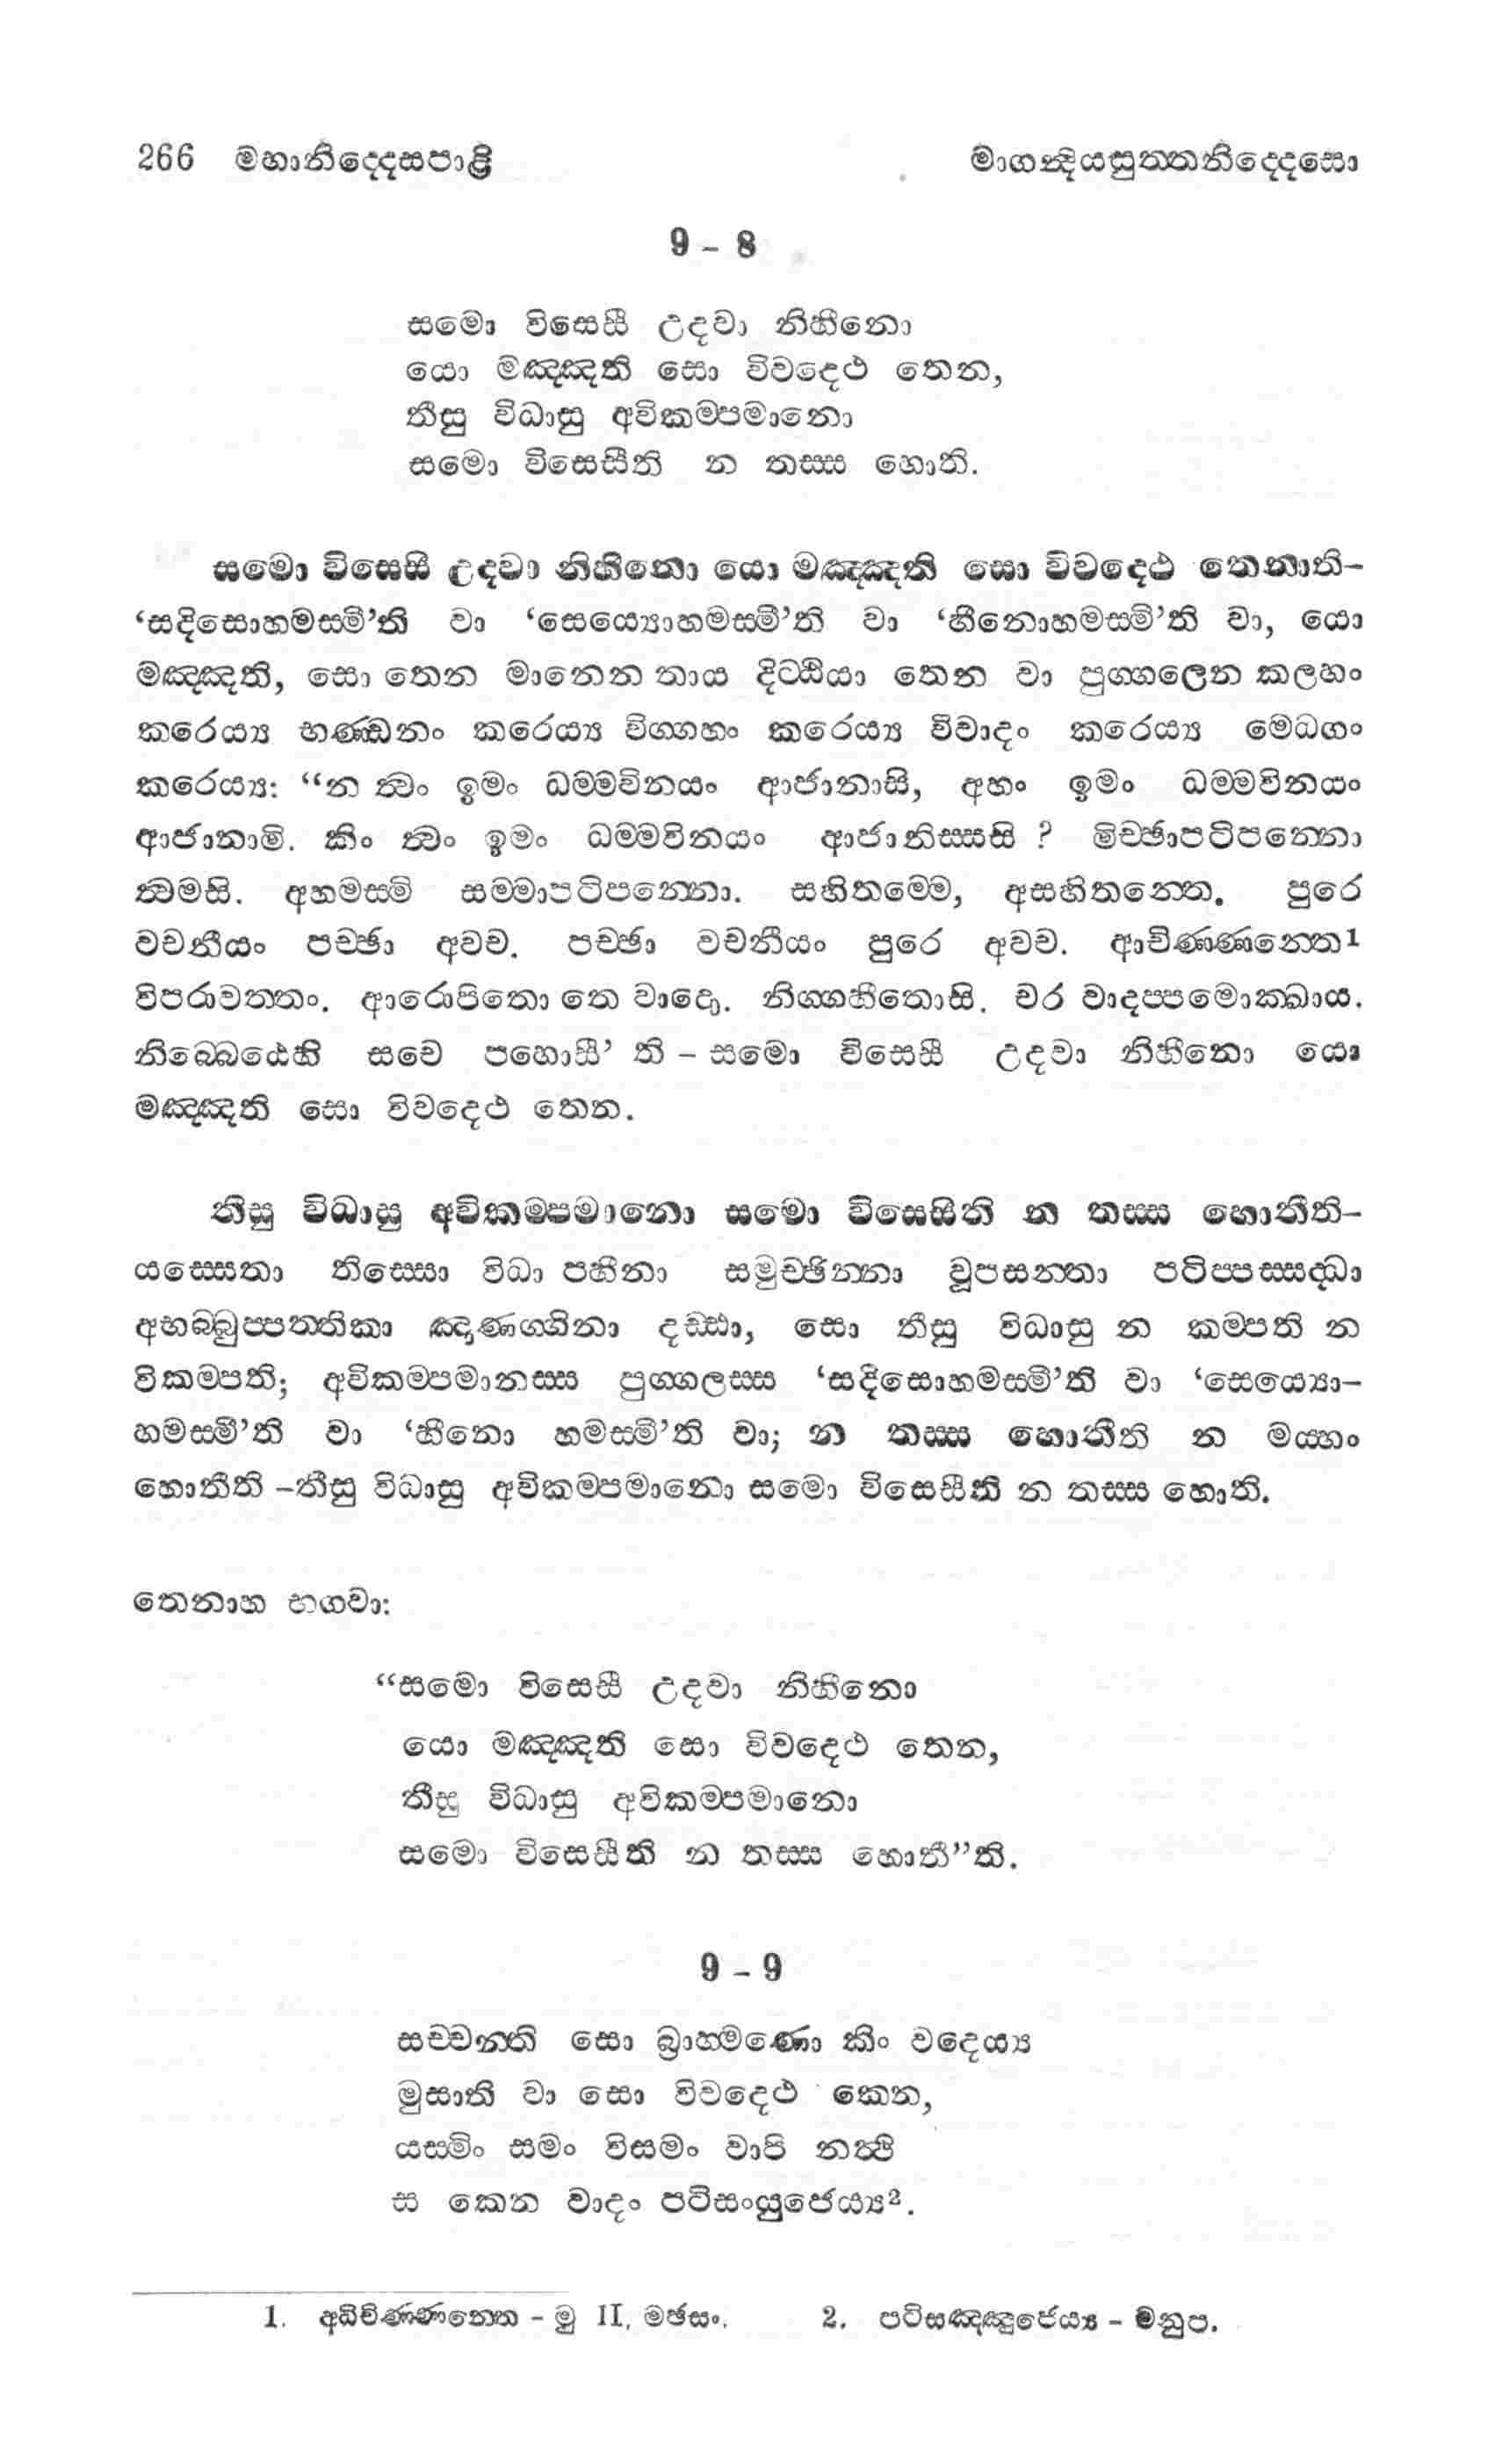 266 මහානිද්දෙසපාළි මාගන්දියසුත්තනිද්දෙසො
9 – 8
සමො විසෙසී උදවා නිහීනො
යො මඤ්ඤති සො විවදෙථ තෙන,
තීසු විධාසු අවිකම්පමානො
සමො විසෙසීති න තස්ස හොති.
සමො විසෙසී උදවා නිහීනො යො මඤ්ඤති සො විවදෙථ තෙනාති–
‘සදිසොහමස්මී’ති වා ‘සෙය්‍යොහමස්මී’ති වා ‘හීනොහමස්මි’ති වා, යො
මඤ්ඤති, සො තෙන මානෙන තාය දිට්ඨියා තෙන වා පුග්ගලෙන කලහං
කරෙය්‍ය භණ්ඩනං කරෙය්‍ය විග්ගහං කරෙය්‍ය විවාදං කරෙය්‍ය මෙධගං
කරෙය්‍ය: “න ත්වං ඉමං ධම්මවිනයං ආජානාසි, අහං ඉමං ධම්මවිනයං
ආජානාමි. කිං ත්වං ඉමං ධම්මවිනයං ආජානිස්සසි ? මිච්ඡාපටිපන්නො
ත්වමසි. අහමස්මි සම්මාපටිපන්නො. සහිතම්මෙ, අසහිතන්තෙ. පුරෙ
වචනීයං පච්ඡා අවච. පච්ඡා වචනීයං පුරෙ අවච. ආචිණ්ණන්තෙ1
විපරාවත්තං. ආරොපිතො තෙ වාදො. නිග්ගහීතොසි. චර වාදප්පමොක්ඛාය.
නිබ්බෙඨෙහි සචෙ පහොසී’ ති – සමො විසෙසී උදවා නිහීනො යො
මඤ්ඤති සො විවදෙථ තෙන.
තීසු විධාසු අවිකම්පමානො සමො විසෙසීති න තස්ස හොතීති–
යස්සෙතා තිස්සො විධා පහීනා සමුච්ඡින්නා වූපසන්තා පටිප්පස්සද්ධා
අභබ්බුප්පත්තිකා ඤාණග්ගිනා දඩ්ඪා, සො තීසු විධාසු න කම්පති න
විකම්පති; අවිකම්පමානස්ස පුග්ගලස්ස ‘සදිසොහමස්මී’ති වා ‘සෙය්‍යො–
හමස්මී’ති වා ‘හීනො හමස්මී’ති වා; න තස්ස හොතීති න මය්හං
හොතීති –තීසු විධාසු අවිකම්පමානො සමො විසෙසීති න තස්ස හොති.
තෙනාහ භගවා:
“සමො විසෙසී උදවා නිහීනො
යො මඤ්ඤති සො විවදෙථ තෙන,
තීසු විධාසු අවිකම්පමානො
සමො විසෙසීති න තස්ස හොතී”ති.
9 – 9
සච්චන්ති සො බ්‍රාහ්මණො කිං වදෙය්‍ය
මුසාති වා සො විවදෙථ කෙන,
යස්මිං සමං විසමං වාපි නත්ථි
ස කෙන වාදං පටිසංයුජෙය්‍ය2.
1. අධිචිණ්ණන්තෙ – මු II, මඡසං. 2. පටිසඤ්ඤුජෙය්‍ය – මනුප.